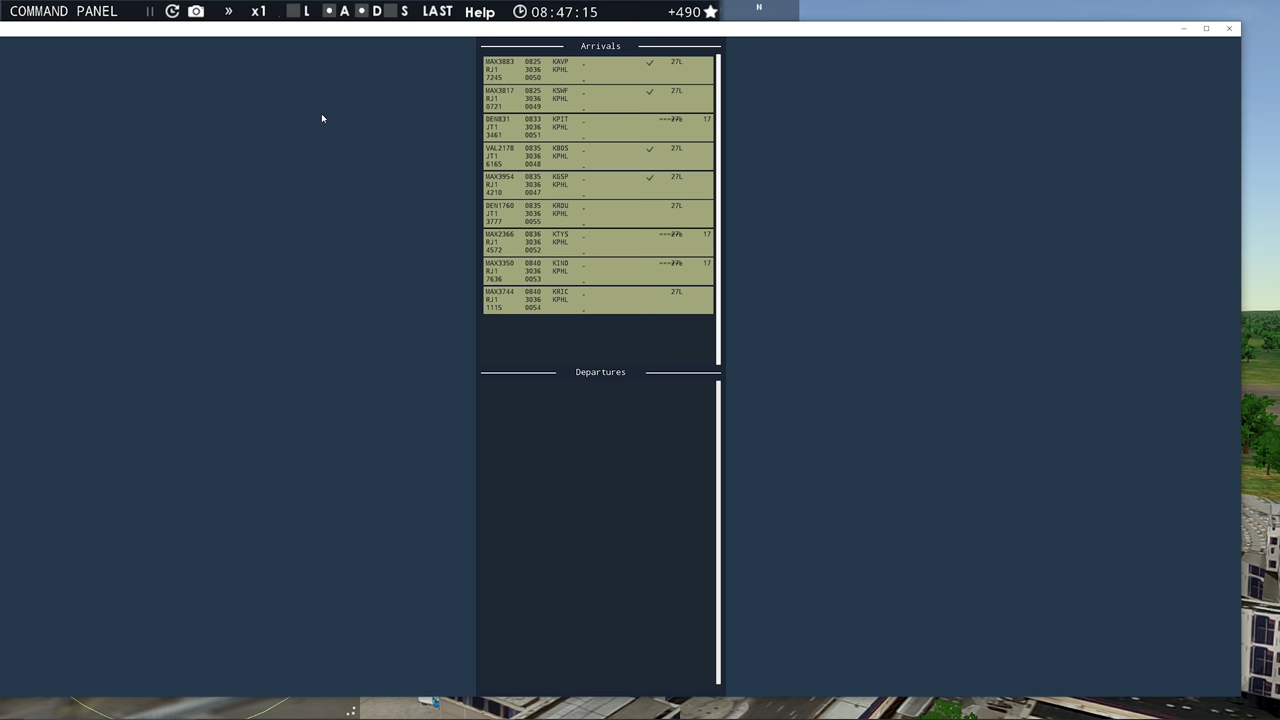 COMMAND PANEL x1 L A D S LAST Help 08:47:15 +490 N
Arrivals
MAX3883 0825 KAVP 27L
RJ1 3036 KPHL
7245 0050
MAX3817 0825 KSWF 27L
RJ1 3036 KPHL
0721 0049
DEN831 0833 KPIT 27L 17
JT1 3036 KPHL
3461 0051
VAL2178 0835 KBOS 27L
JT1 3036 KPHL
6165 0048
MAX3954 0835 KGSP 27L
RJ1 3036 KPHL
4210 0047
DEN1760 0835 KRDU 27L
JT1 3036 KPHL
3777 0055
MAX2366 0836 KTYS 27L 17
RJ1 3036 KPHL
4572 0052
MAX3350 0840 KIND 27L 17
RJ1 3036 KPHL
7636 0053
MAX3744 0840 KRIC 27L
RJ1 3036 KPHL
1115 0054
Departures